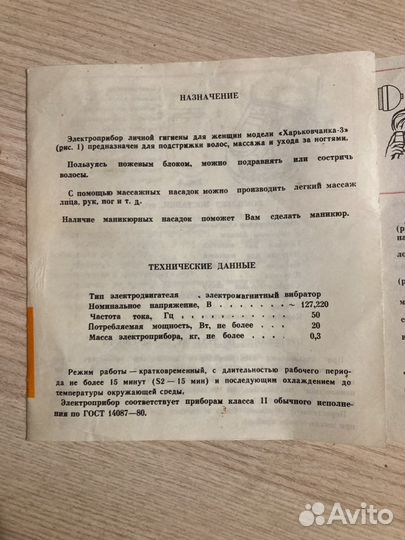 НАЗНАЧЕНИЕ
Электроприбор личной гигиены для женщин модели «Харьковчанка-3»
(рис. 1) предназначен для подстрижки волос, массажа и ухода за ногтями.
Пользуясь ножевым блоком, можно подравнять или состричь
волосы.
С помощью массажных насадок можно производить легкий массаж
лица, рук, ног и т. д.
Наличие маникюрных насадок поможет Вам сделать маникюр.
ТЕХНИЧЕСКИЕ ДАННЫЕ
Тип электродвигателя . электромагнитный вибратор
Номинальное напряжение, В . . . . . . . ~ 127,220
Частота тока, Гц . . . . . . . . . . 50
Потребляемая мощность, Вт, не более . . . . 20
Масса электроприбора, кг, не более . . . . 0,3
Режим работы — кратковременный, с длительностью рабочего перио-
да не более 15 минут (S2 — 15 мин) и последующим охлаждением до
температуры окружающей среды.
Электроприбор соответствует приборам класса II обычного исполне-
ния по ГОСТ 14087—80.
Avito